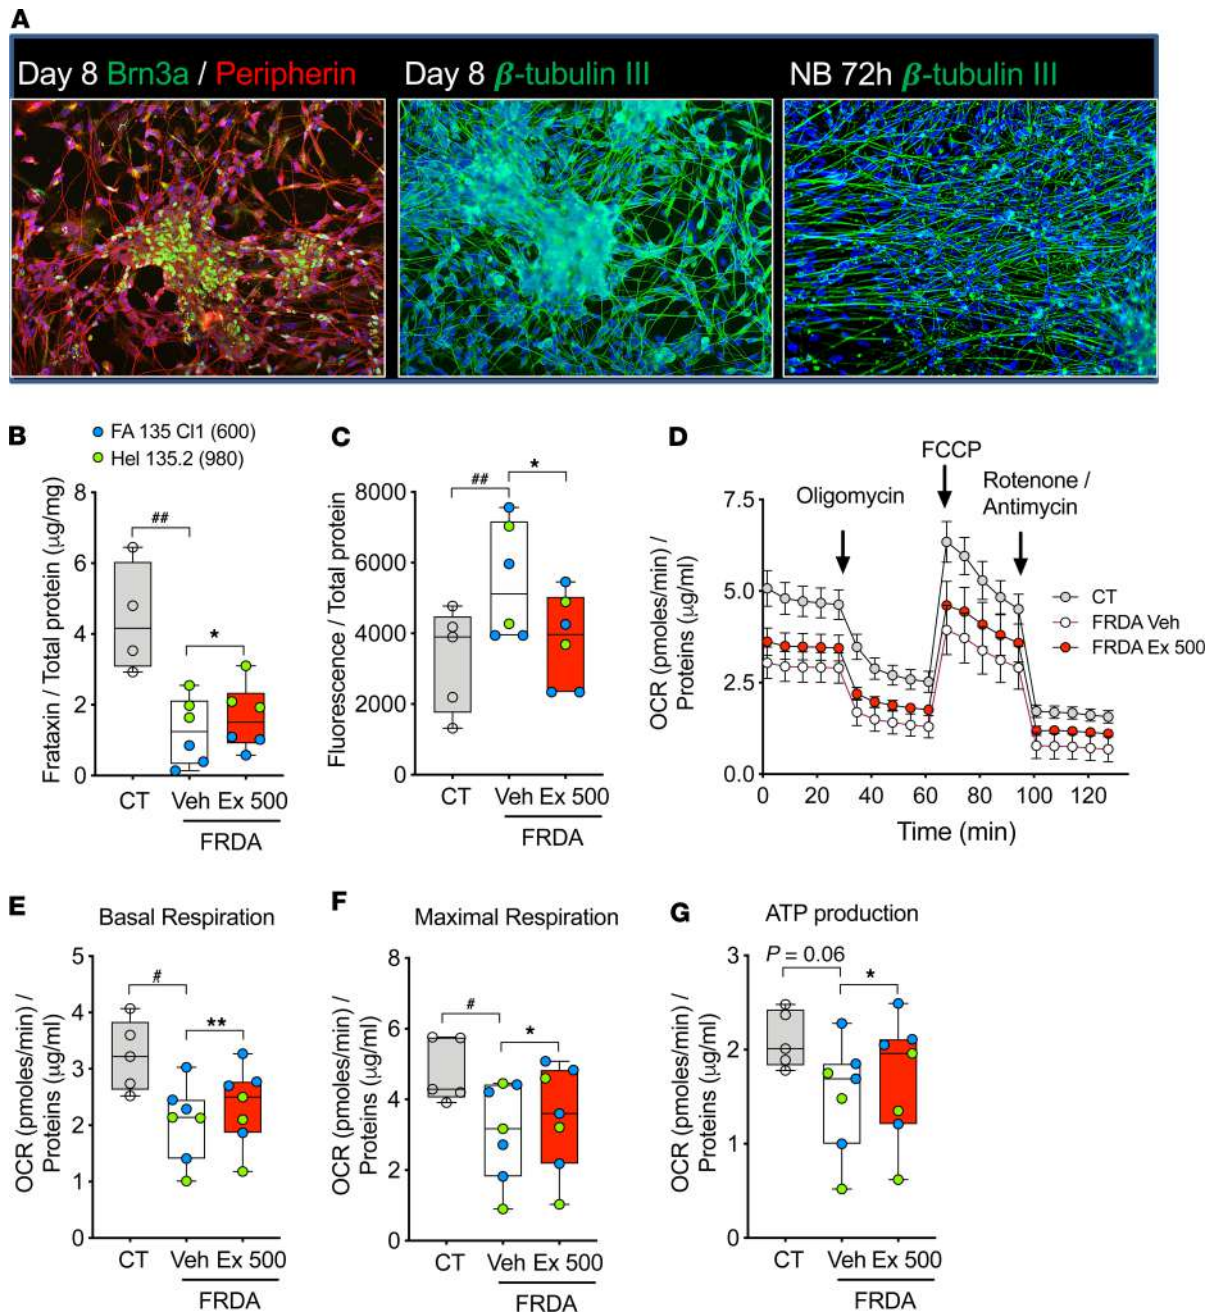 A
Day 8 Brn3a / Peripherin
Day 8 β-tubulin III
NB 72h β-tubulin III
B
FA 135 Cl1 (600)
Hel 135.2 (980)
Frataxin / Total protein (µg/mg)
8
6
4
2
0
##
*
CT
Veh
Ex 500
FRDA
C
Fluorescence / Total protein
8000
6000
4000
2000
0
##
*
CT
Veh
Ex 500
FRDA
D
OCR (pmoles/min) /
Proteins (µg/ml)
7.5
5.0
2.5
0.0
Oligomycin
FCCP
Rotenone /
Antimycin
CT
FRDA Veh
FRDA Ex 500
0
20
40
60
80
100
120
Time (min)
E
Basal Respiration
OCR (pmoles/min) /
Proteins (µg/ml)
5
4
3
2
1
0
#
**
CT
Veh
Ex 500
FRDA
F
Maximal Respiration
OCR (pmoles/min) /
Proteins (µg/ml)
8
6
4
2
0
#
*
CT
Veh
Ex 500
FRDA
G
ATP production
OCR (pmoles/min) /
Proteins (µg/ml)
3
2
1
0
P = 0.06
*
CT
Veh
Ex 500
FRDA